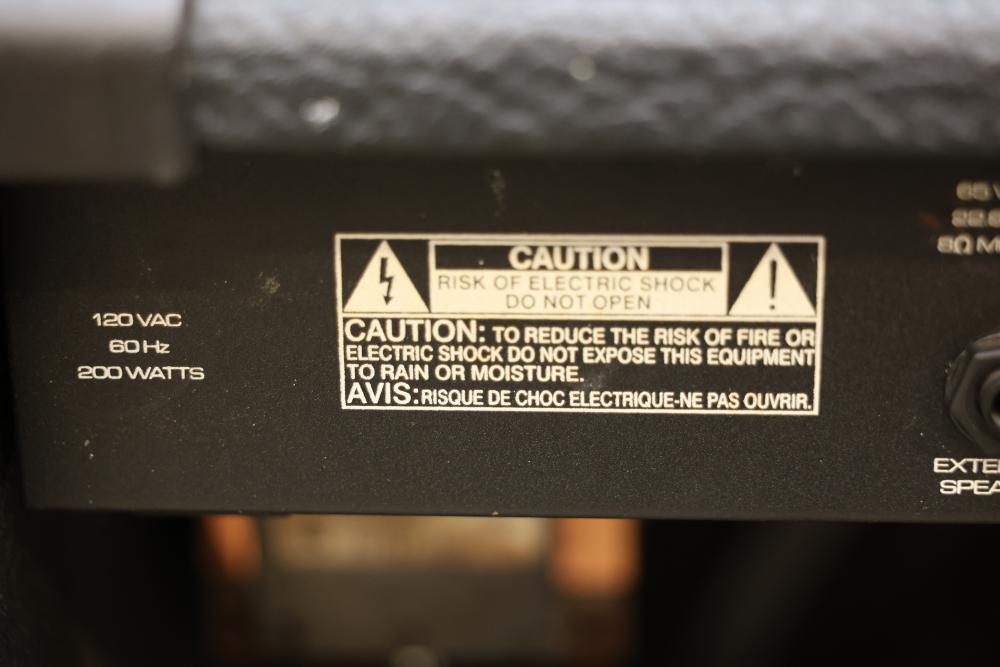 120 VAC
60 Hz
200 WATTS
CAUTION
RISK OF ELECTRIC SHOCK
DO NOT OPEN
CAUTION: TO REDUCE THE RISK OF FIRE OR
ELECTRIC SHOCK DO NOT EXPOSE THIS EQUIPMENT
TO RAIN OR MOISTURE.
AVIS: RISQUE DE CHOC ELECTRIQUE-NE PAS OUVRIR.